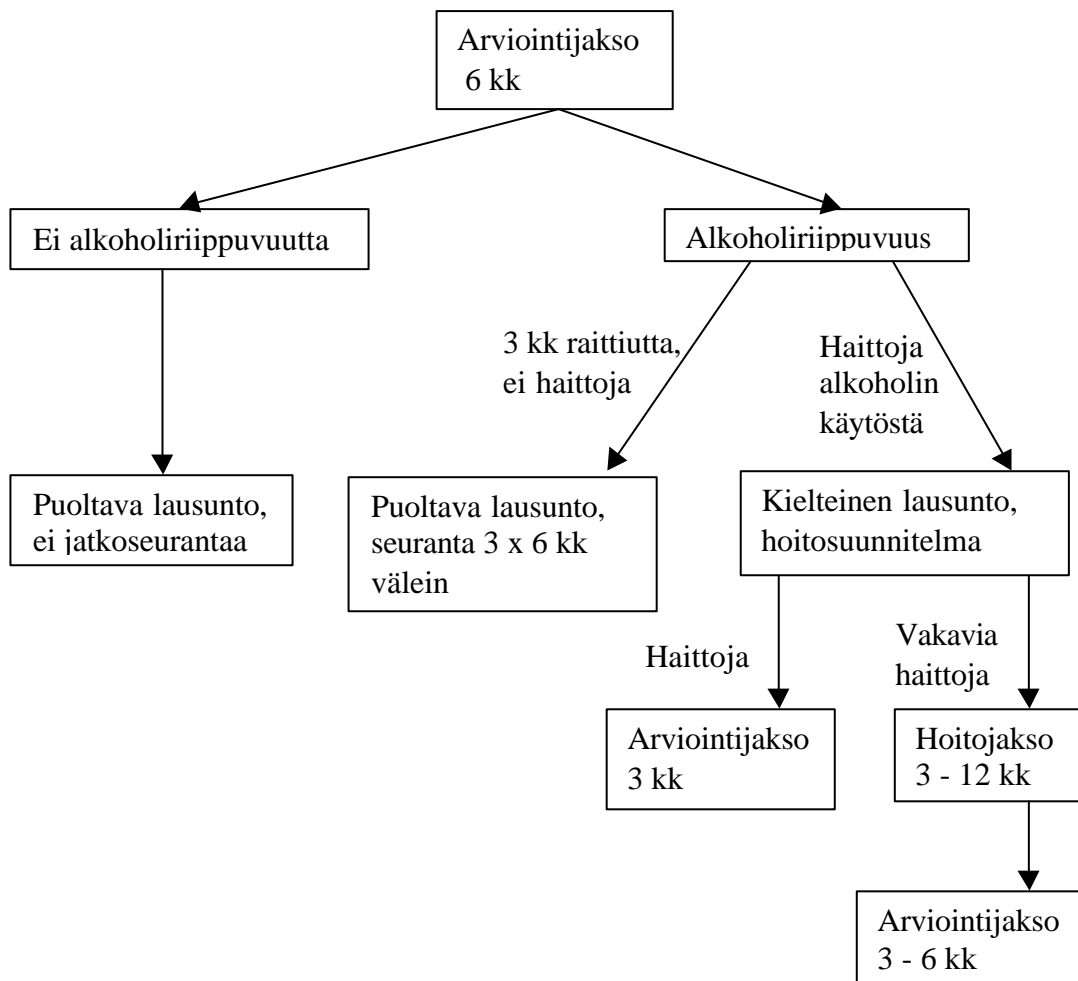 Arviointijakso
6 kk
Ei alkoholiriippuvuutta
Alkoholiriippuvuus
3 kk raittiutta,
ei haittoja
Haittoja
alkoholin
käytöstä
Puoltava lausunto,
ei jatkoseurantaa
Puoltava lausunto,
seuranta 3 x 6 kk
välein
Kielteinen lausunto,
hoitosuunnitelma
Haittoja
Vakavia
haittoja
Arviointijakso
3 kk
Hoitojakso
3 - 12 kk
Arviointijakso
3 - 6 kk